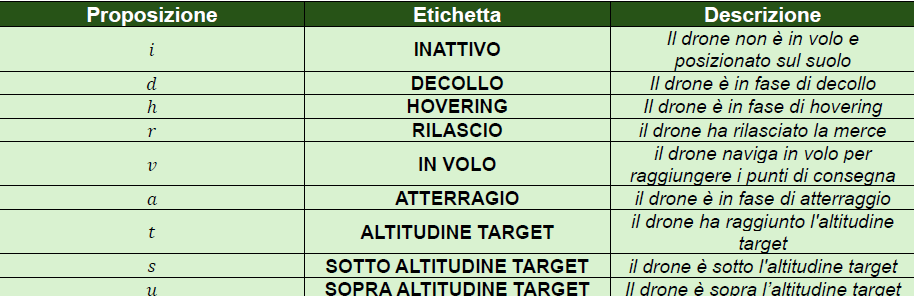 Proposizione Etichetta Descrizione
i INATTIVO Il drone non è in volo e
posizionato sul suolo
d DECOLLO Il drone è in fase di decollo
h HOVERING Il drone è in fase di hovering
r RILASCIO il drone ha rilasciato la merce
v IN VOLO il drone naviga in volo per
raggiungere i punti di consegna
a ATTERRAGIO il drone è in fase di atterraggio
t ALTITUDINE TARGET il drone ha raggiunto l'altitudine
target
s SOTTO ALTITUDINE TARGET il drone è sotto l'altitudine target
u SOPRA ALTITUDINE TARGET Il drone è sopra l’altitudine target